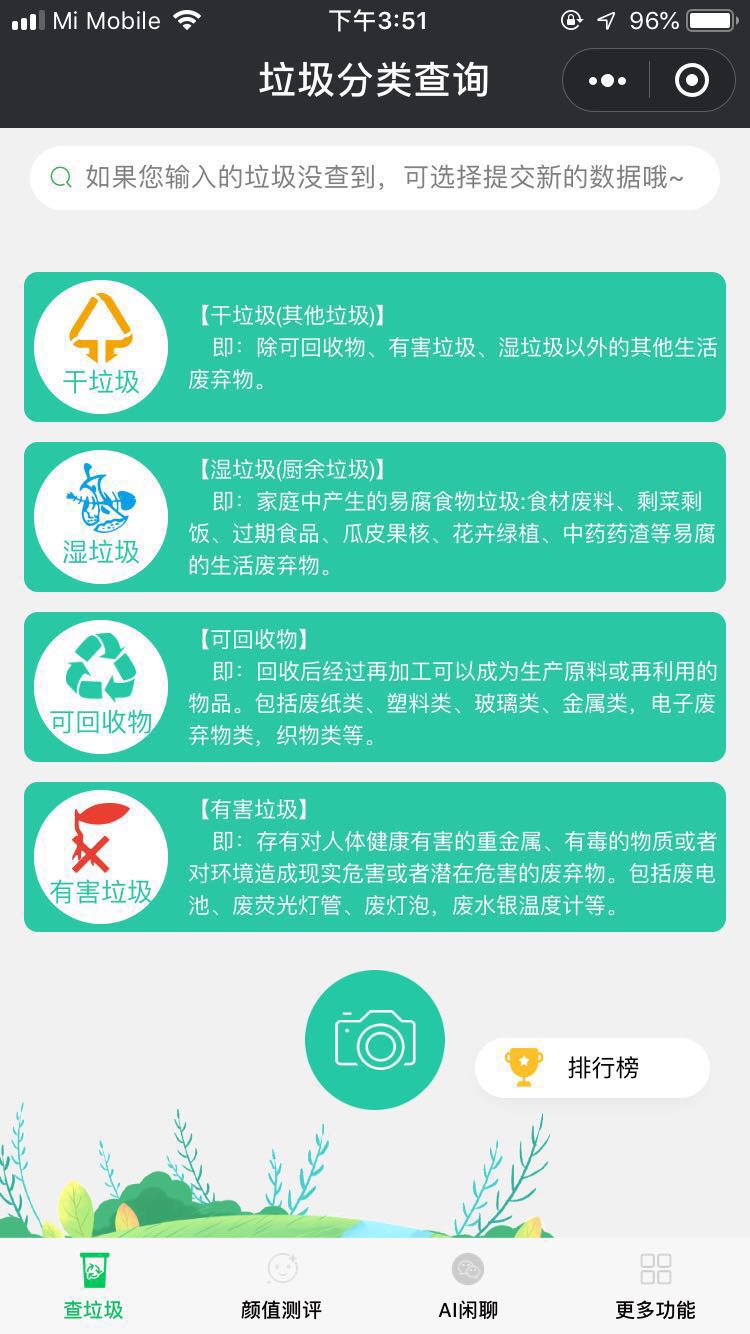 Mi Mobile 下午3:51 96%
垃圾分类查询
如果您输入的垃圾没查到，可选择提交新的数据哦~
干垃圾
【干垃圾(其他垃圾)】
即：除可回收物、有害垃圾、湿垃圾以外的其他生活
废弃物。
湿垃圾
【湿垃圾(厨余垃圾)】
即：家庭中产生的易腐食物垃圾:食材废料、剩菜剩
饭、过期食品、瓜皮果核、花卉绿植、中药药渣等易腐
的生活废弃物。
可回收物
【可回收物】
即：回收后经过再加工可以成为生产原料或再利用的
物品。包括废纸类、塑料类、玻璃类、金属类，电子废
弃物类，织物类等。
有害垃圾
【有害垃圾】
即：存有对人体健康有害的重金属、有毒的物质或者
对环境造成现实危害或者潜在危害的废弃物。包括废电
池、废荧光灯管、废灯泡，废水银温度计等。
排行榜
查垃圾 颜值测评 AI闲聊 更多功能